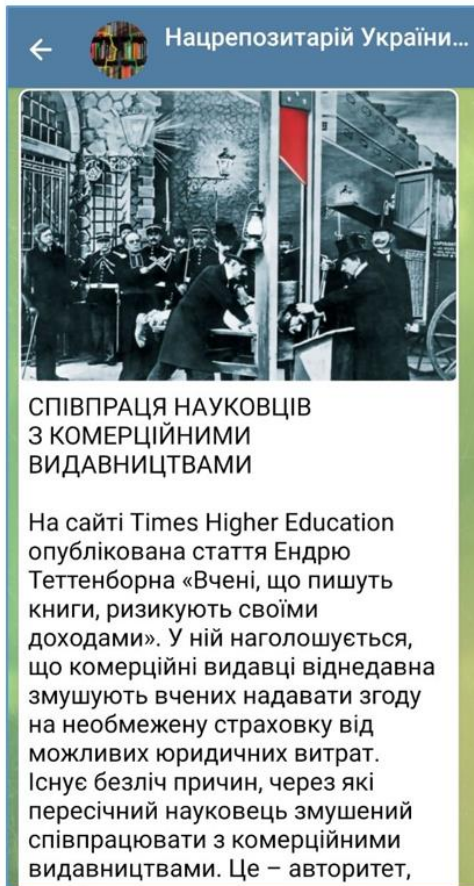 Нацрепозитарій України...
СПІВПРАЦЯ НАУКОВЦІВ
З КОМЕРЦІЙНИМИ
ВИДАВНИЦТВАМИ
На сайті Times Higher Education
опублікована стаття Ендрю
Теттенборна «Вчені, що пишуть
книги, ризикують своїми
доходами». У ній наголошується,
що комерційні видавці віднедавна
змушують вчених надавати згоду
на необмежену страховку від
можливих юридичних витрат.
Існує безліч причин, через які
пересічний науковець змушений
співпрацювати з комерційними
видавництвами. Це – авторитет,